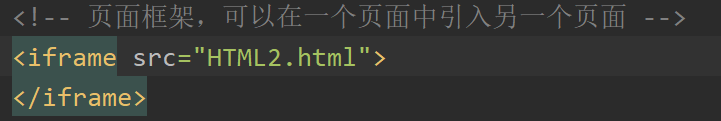 <!-- 页面框架，可以在一个页面中引入另一个页面 -->
<iframe src="HTML2.html">
</iframe>